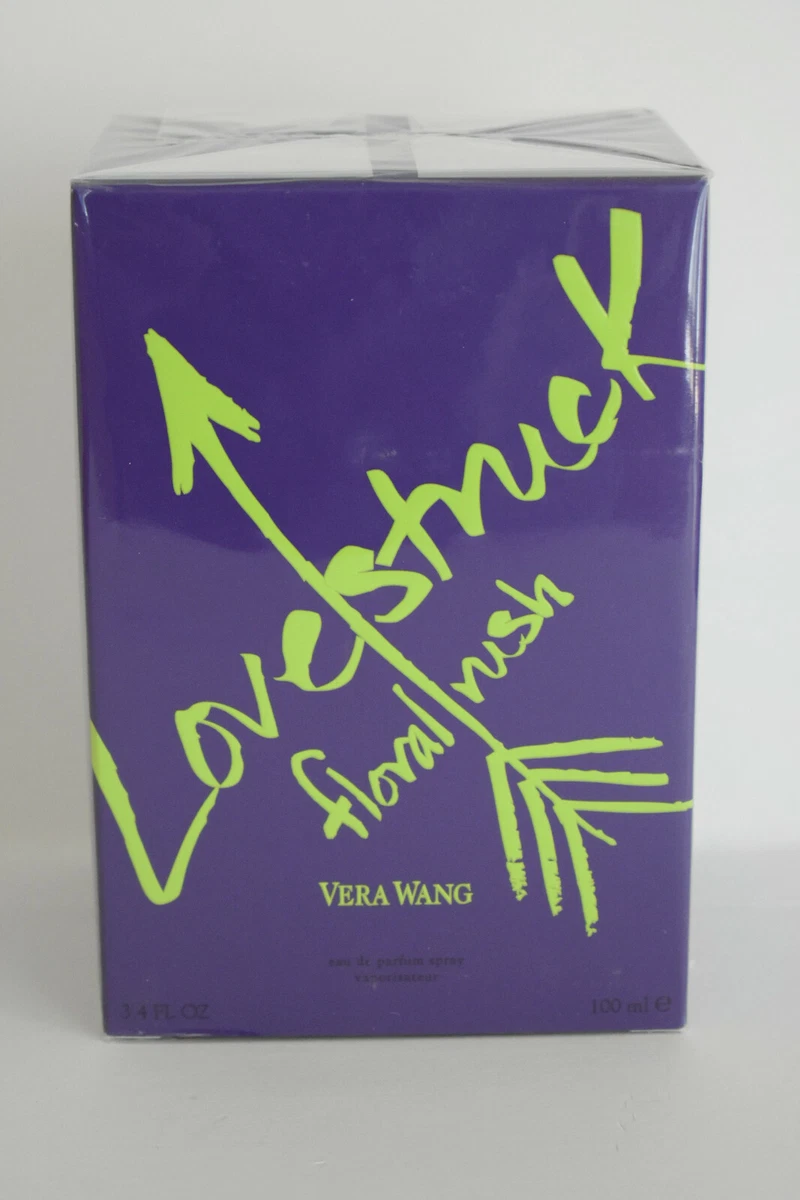 Lovestruck
floral rush
VERA WANG
eau de parfum spray
vaporisateur
3.4 FL OZ
100 ml ℮